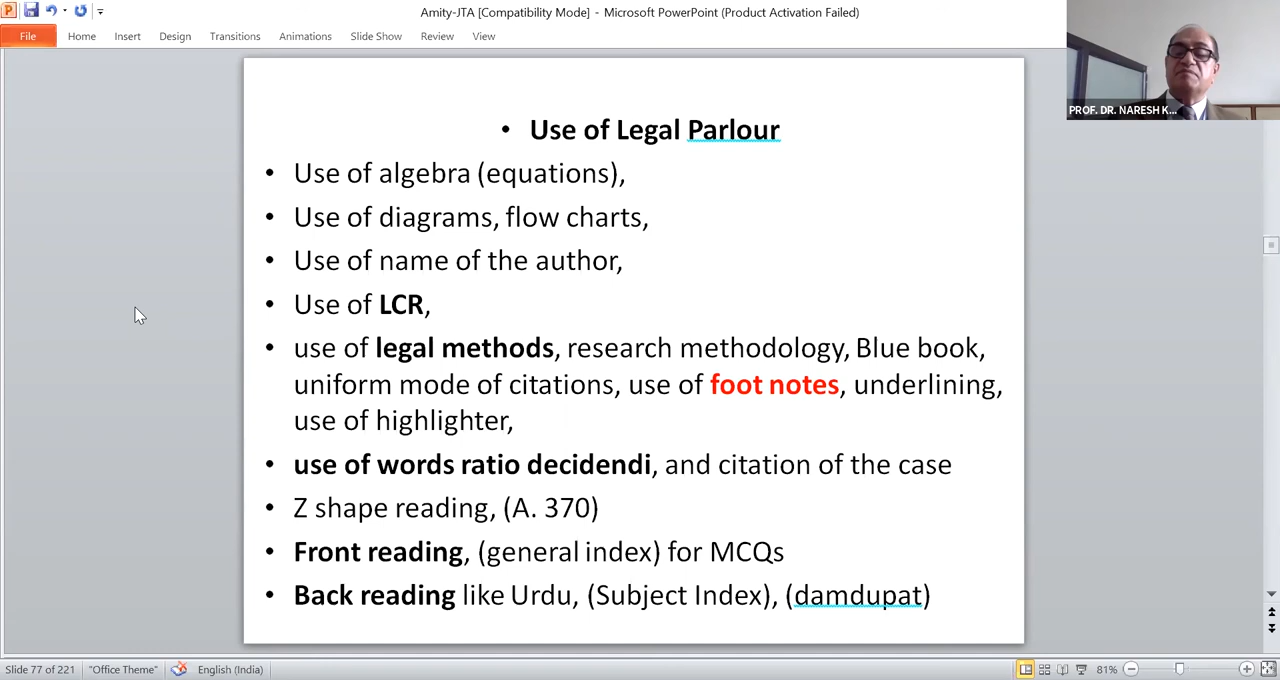 Amity-JTA [Compatibility Mode] - Microsoft PowerPoint (Product Activation Failed)
File Home Insert Design Transitions Animations Slide Show Review View
PROF. DR. NARESH K...
• Use of Legal Parlour
• Use of algebra (equations),
• Use of diagrams, flow charts,
• Use of name of the author,
• Use of LCR,
• use of legal methods, research methodology, Blue book,
uniform mode of citations, use of foot notes, underlining,
use of highlighter,
• use of words ratio decidendi, and citation of the case
• Z shape reading, (A. 370)
• Front reading, (general index) for MCQs
• Back reading like Urdu, (Subject Index), (damdupat)
Slide 77 of 221 "Office Theme" English (India) 81%